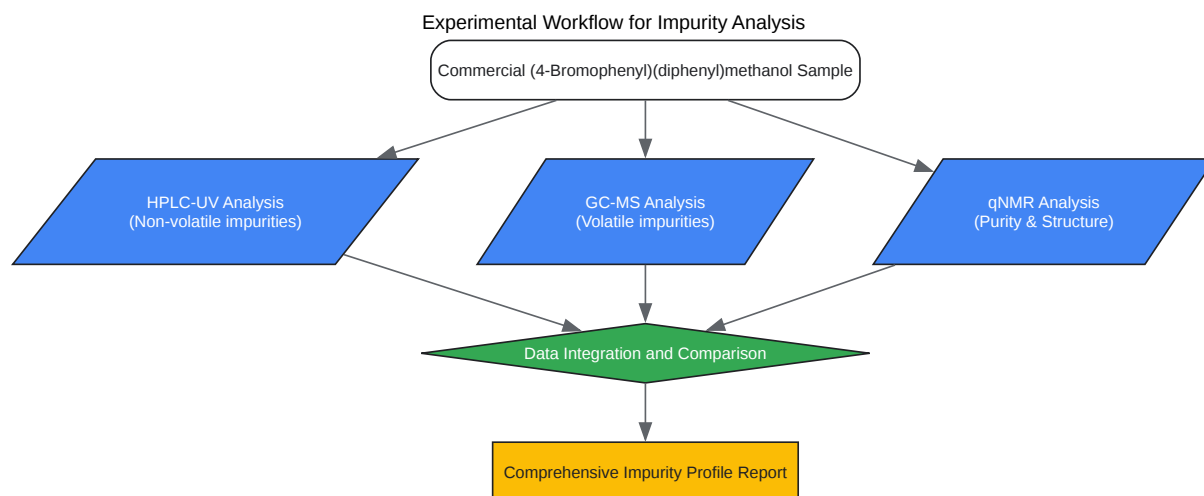 Experimental Workflow for Impurity Analysis
Commercial (4-Bromophenyl)(diphenyl)methanol Sample
HPLC-UV Analysis
(Non-volatile impurities)
GC-MS Analysis
(Volatile impurities)
qNMR Analysis
(Purity & Structure)
Data Integration and Comparison
Comprehensive Impurity Profile Report